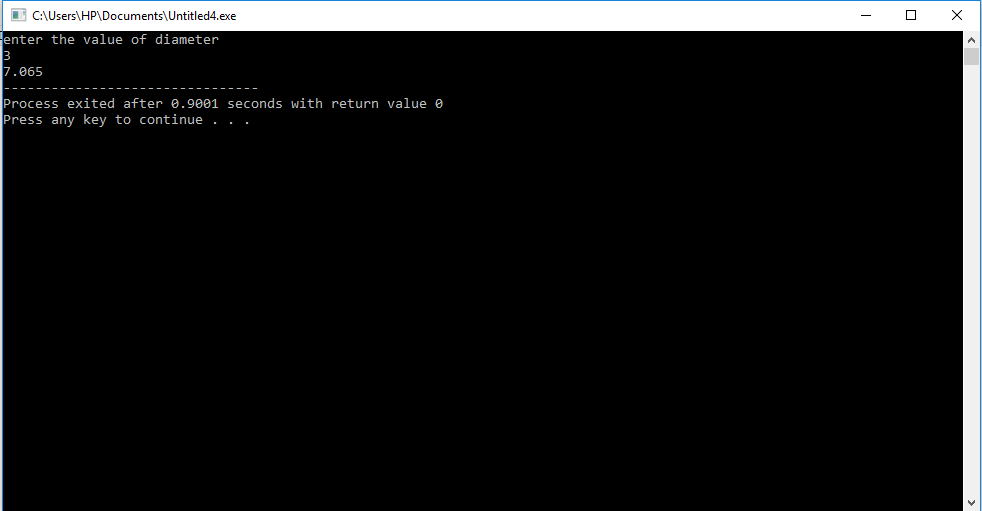 C:\Users\HP\Documents\Untitled4.exe
enter the value of diameter
3
7.065
--------------------------------
Process exited after 0.9001 seconds with return value 0
Press any key to continue . . .